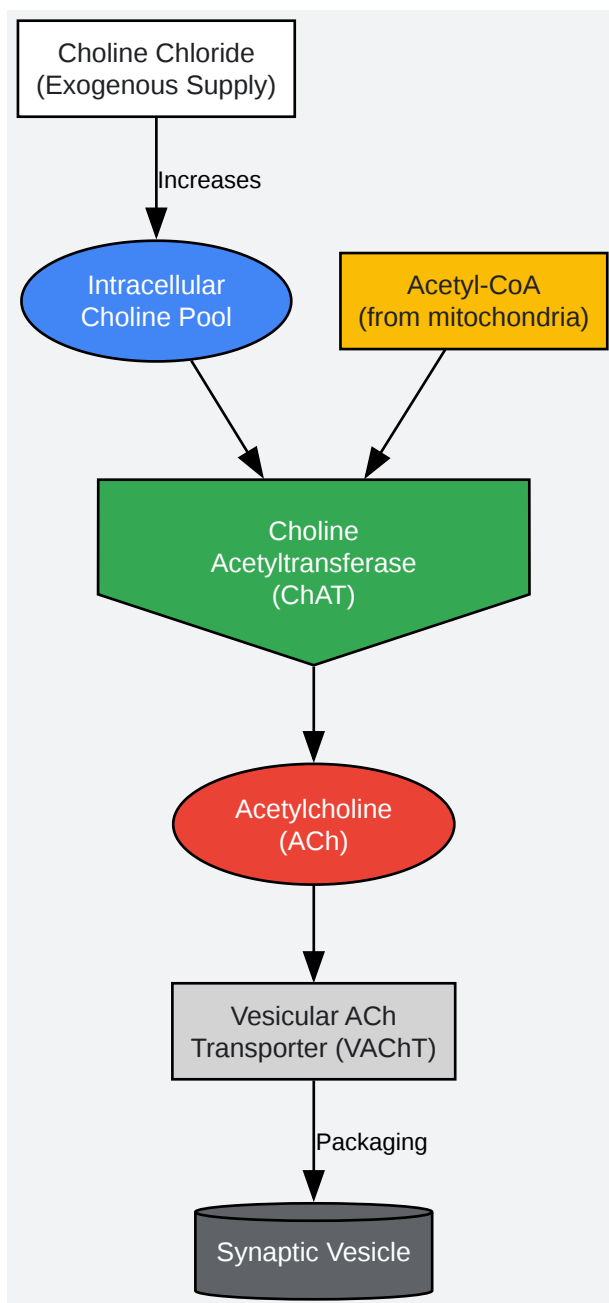 Choline Chloride
(Exogenous Supply)
Increases
Intracellular
Choline Pool
Acetyl-CoA
(from mitochondria)
Choline
Acetyltransferase
(ChAT)
Acetylcholine
(ACh)
Vesicular ACh
Transporter (VAChT)
Packaging
Synaptic Vesicle